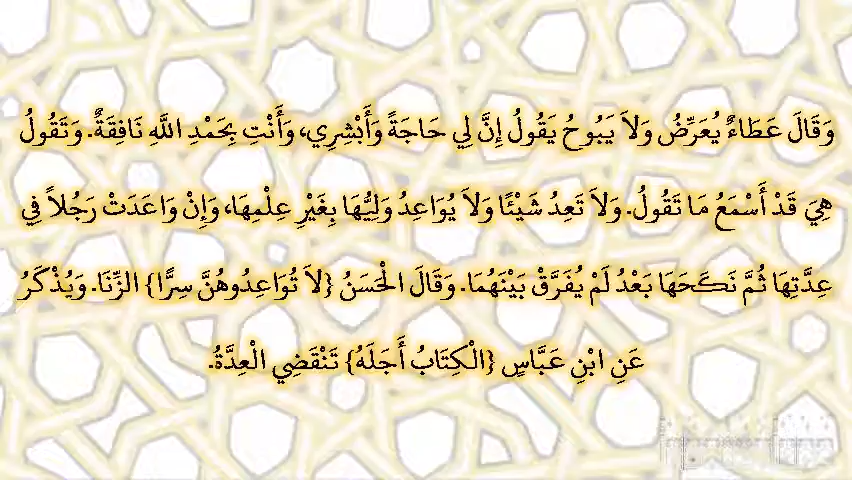 وَقَالَ عَطَاءٌ يُعَرِّضُ وَلاَ يَبُوحُ يَقُولُ إِنَّ لِي حَاجَةً وَأَبْشِرِي، وَأَنْتِ بِحَمْدِ اللَّهِ نَافِقَةٌ. وَتَقُولُ
هِيَ قَدْ أَسْمَعُ مَا تَقُولُ. وَلاَ تَعِدُ شَيْئًا وَلاَ يُوَاعِدُ وَلِيُّهَا بِغَيْرِ عِلْمِهَا، وَإِنْ وَاعَدَتْ رَجُلاً فِي
عِدَّتِهَا ثُمَّ نَكَحَهَا بَعْدُ لَمْ يُفَرَّقْ بَيْنَهُمَا. وَقَالَ الْحَسَنُ {لاَ تُوَاعِدُوهُنَّ سِرًّا} الزِّنَا. وَيُذْكَرُ
عَنِ ابْنِ عَبَّاسٍ {الْكِتَابُ أَجَلَهُ} تَنْقَضِي الْعِدَّةُ.